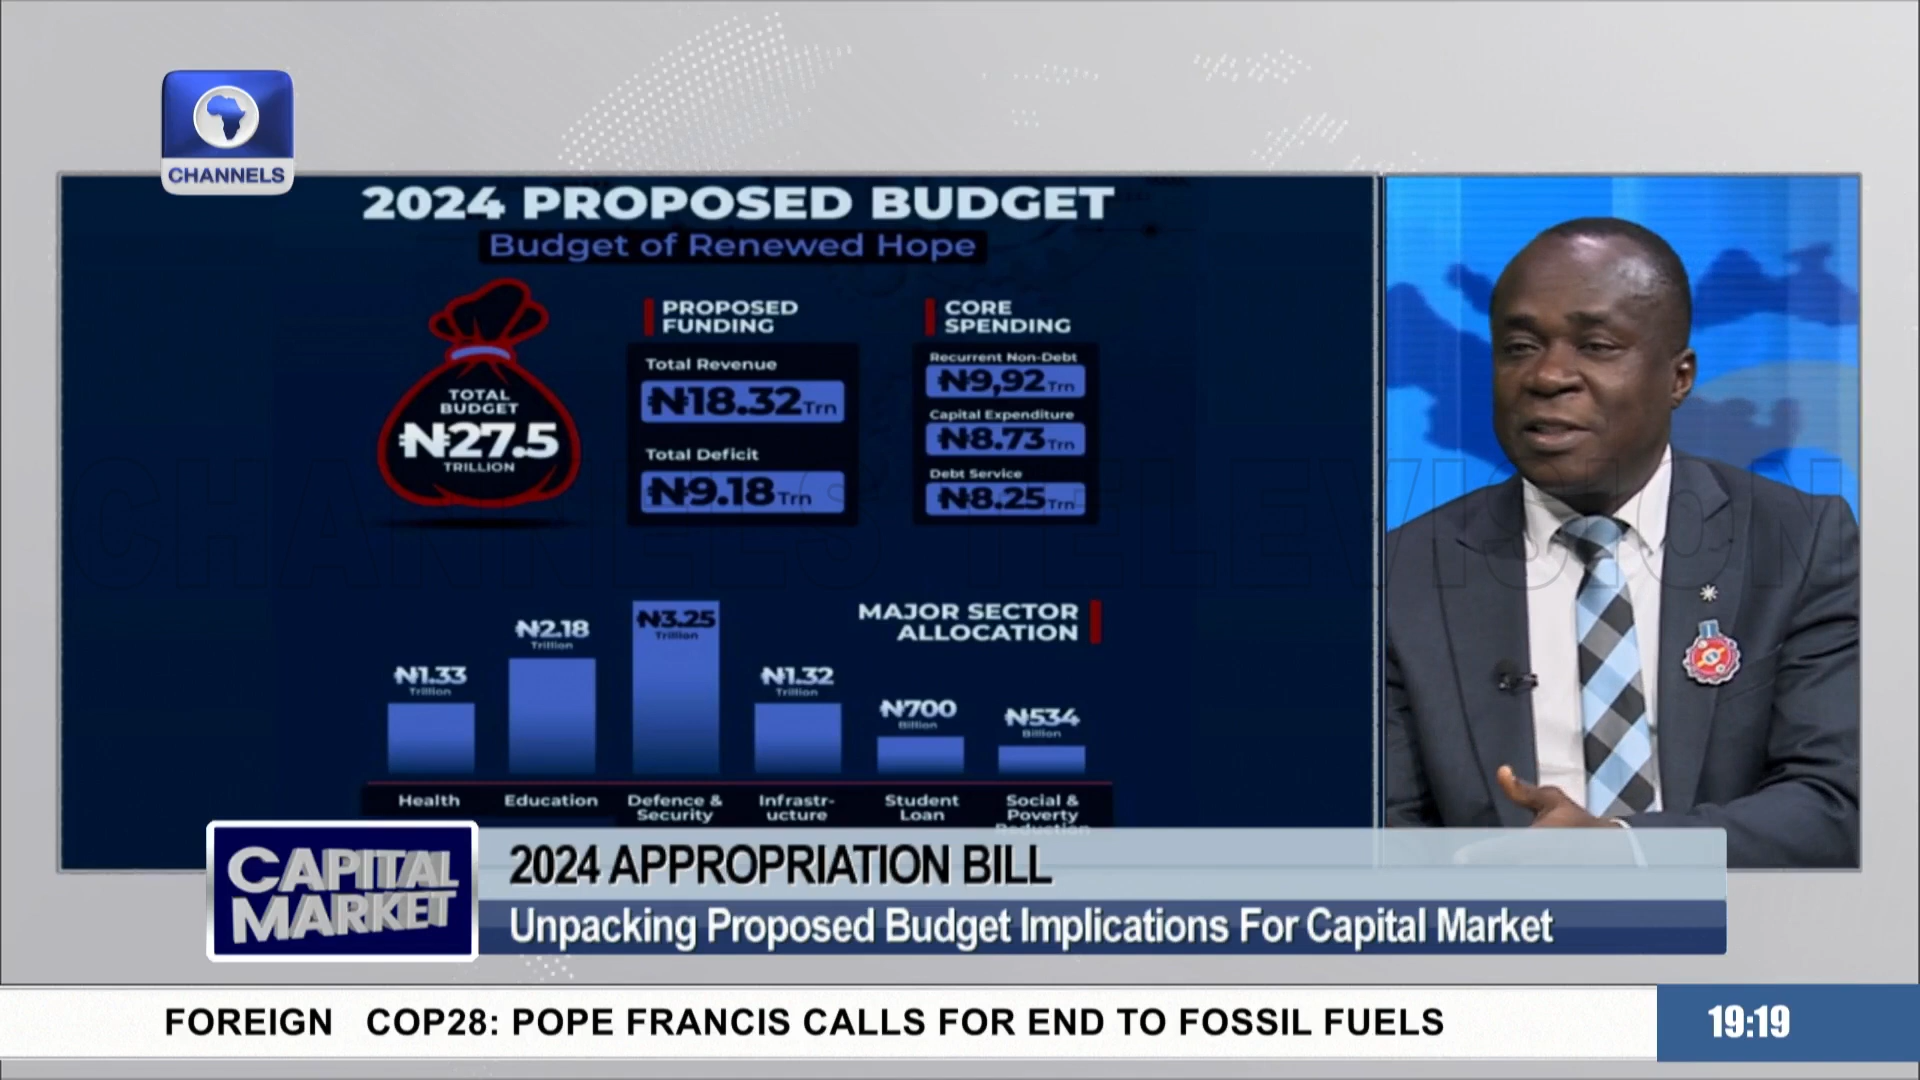 CHANNELS
2024 PROPOSED BUDGET
Budget of Renewed Hope
TOTAL
BUDGET
₦27.5
TRILLION
PROPOSED
FUNDING
Total Revenue
₦18.32Trn
Total Deficit
₦9.18Trn
CORE
SPENDING
Recurrent Non-Debt
₦9,92Trn
Capital Expenditure
₦8.73Trn
Debt Service
₦8.25Trn
CHANNELS TELEVISION
MAJOR SECTOR
ALLOCATION
₦1.33
Trillion
₦2.18
Trillion
₦3.25
Trillion
₦1.32
Trillion
₦700
Billion
₦534
Billion
Health
Education
Defence &
Security
Infrastr-
ucture
Student
Loan
Social &
Poverty
Reduction
CAPITAL
MARKET
2024 APPROPRIATION BILL
Unpacking Proposed Budget Implications For Capital Market
FOREIGN COP28: POPE FRANCIS CALLS FOR END TO FOSSIL FUELS
19:19